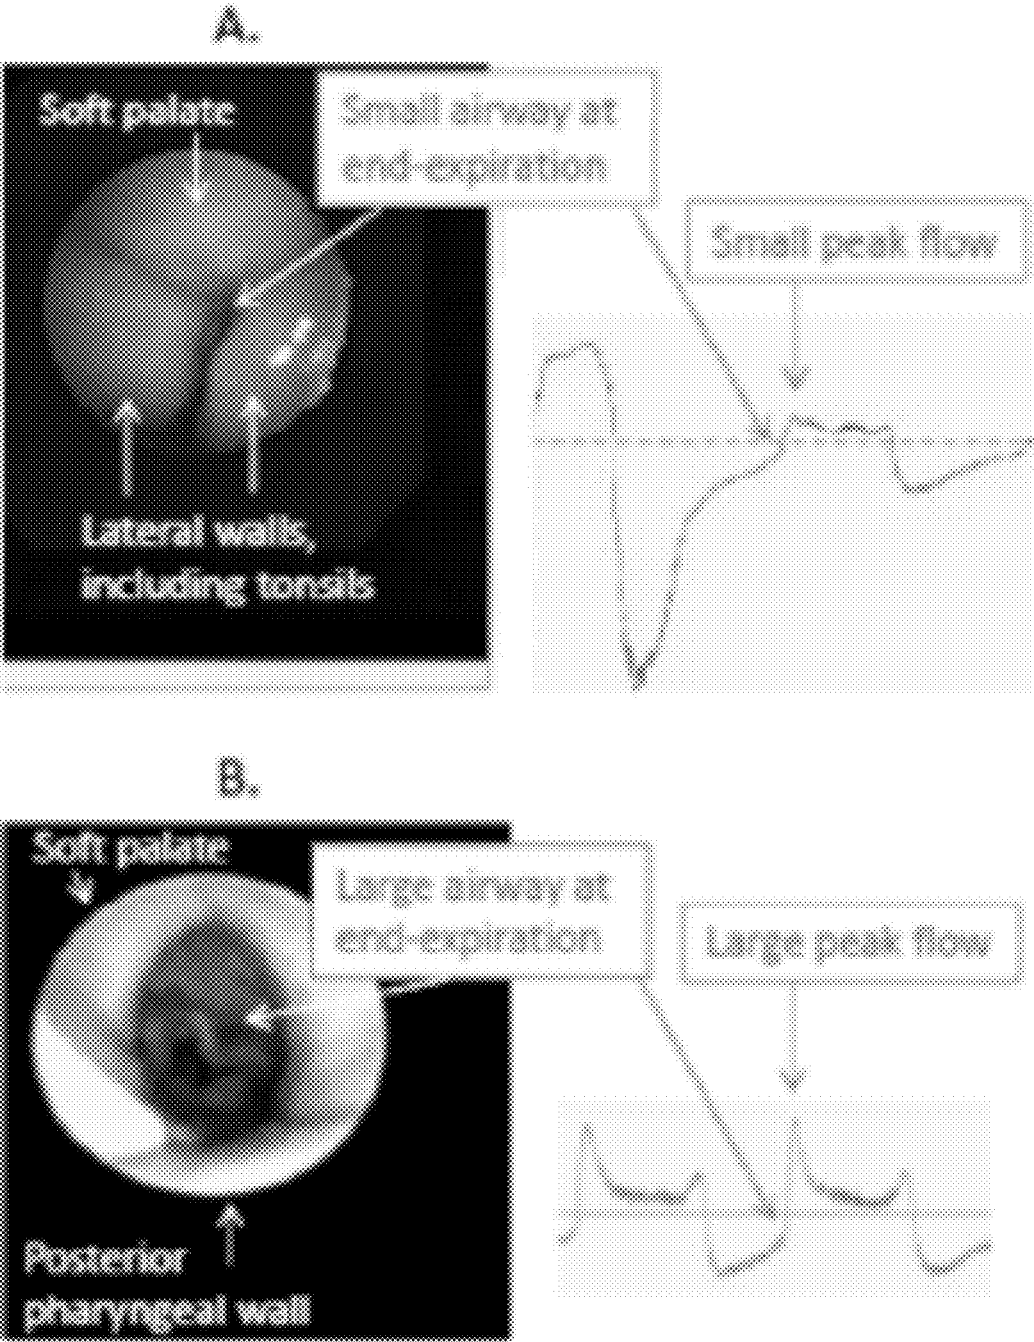 A.
Soft palate
Small airway at
end-expiration
Small peak flow
Lateral walls,
including tonsils
B.
Soft palate
Large airway at
end-expiration
Large peak flow
Posterior
pharyngeal wall